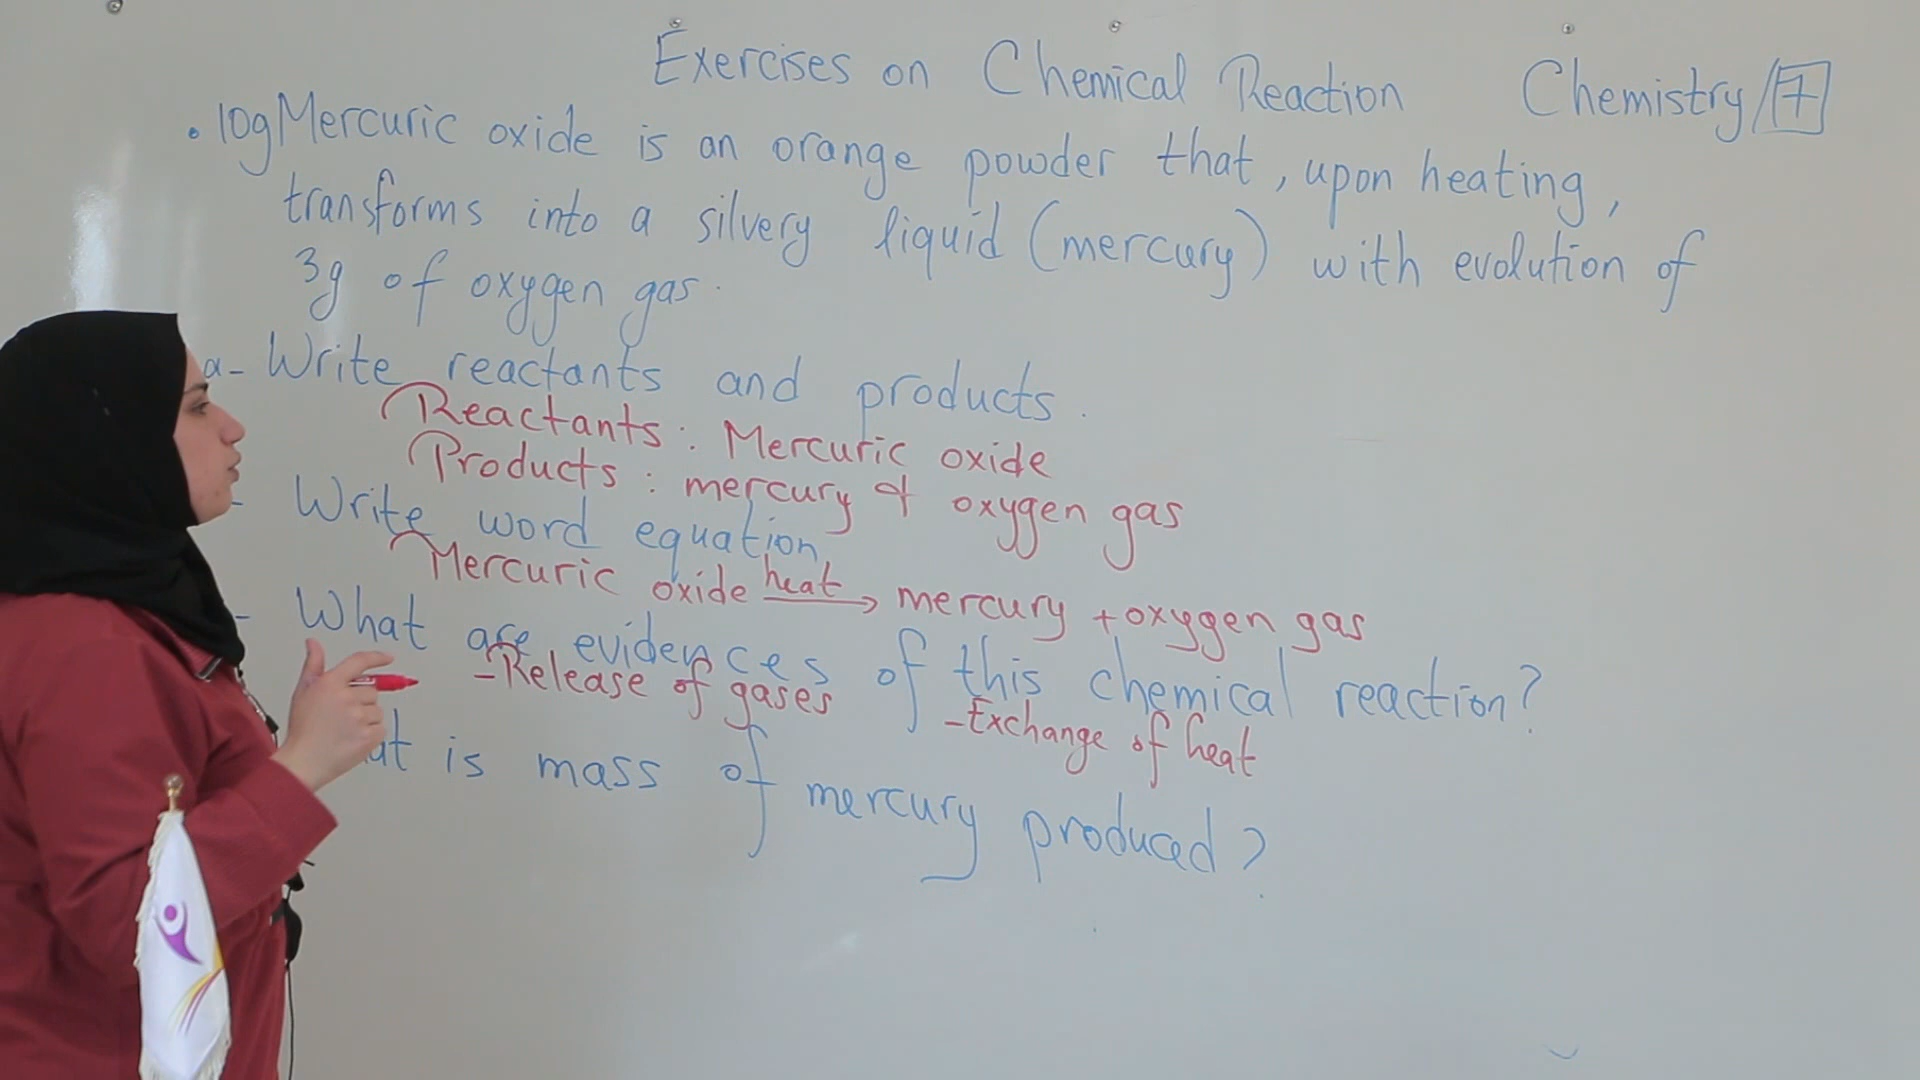 Exercises on Chemical Reaction Chemistry/7
. 10g Mercuric oxide is an orange powder that, upon heating,
transforms into a silvery liquid (mercury) with evolution of
3g of oxygen gas.
a- Write reactants and products.
Reactants: Mercuric oxide
Products: mercury & oxygen gas
- Write word equation.
Mercuric oxide heat → mercury + oxygen gas
- What are evidences of this chemical reaction?
- Release of gases - Exchange of heat
is mass of mercury produced?